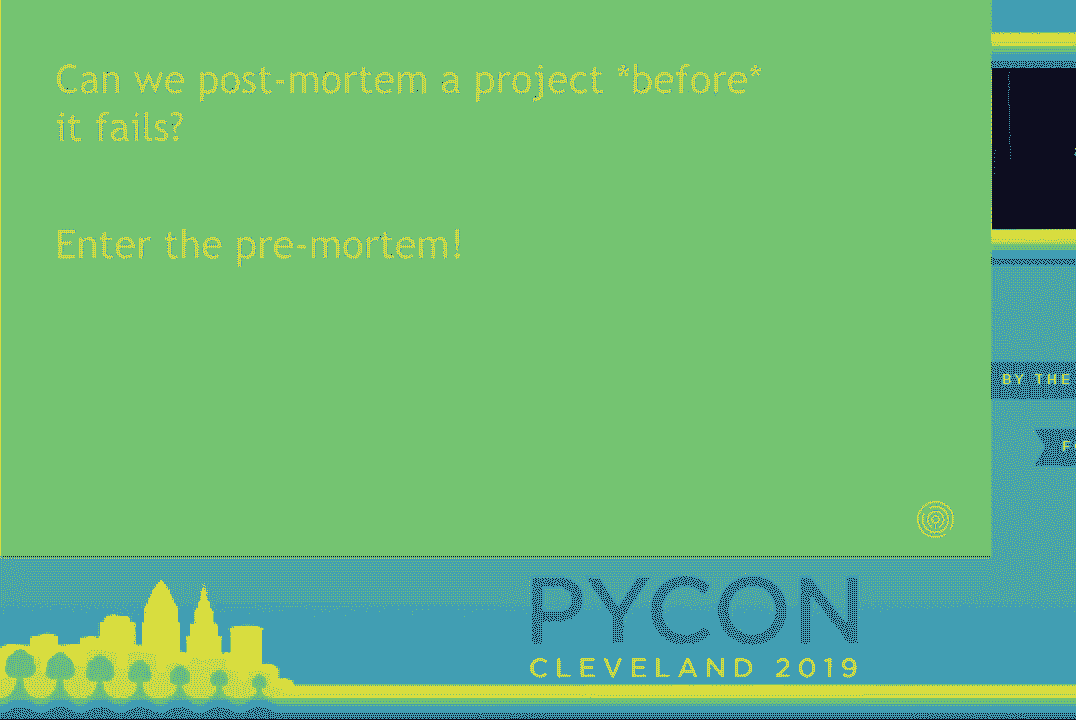 Can we post-mortem a project *before*
it fails?
Enter the pre-mortem!
BY THE
PYCON
CLEVELAND 2019